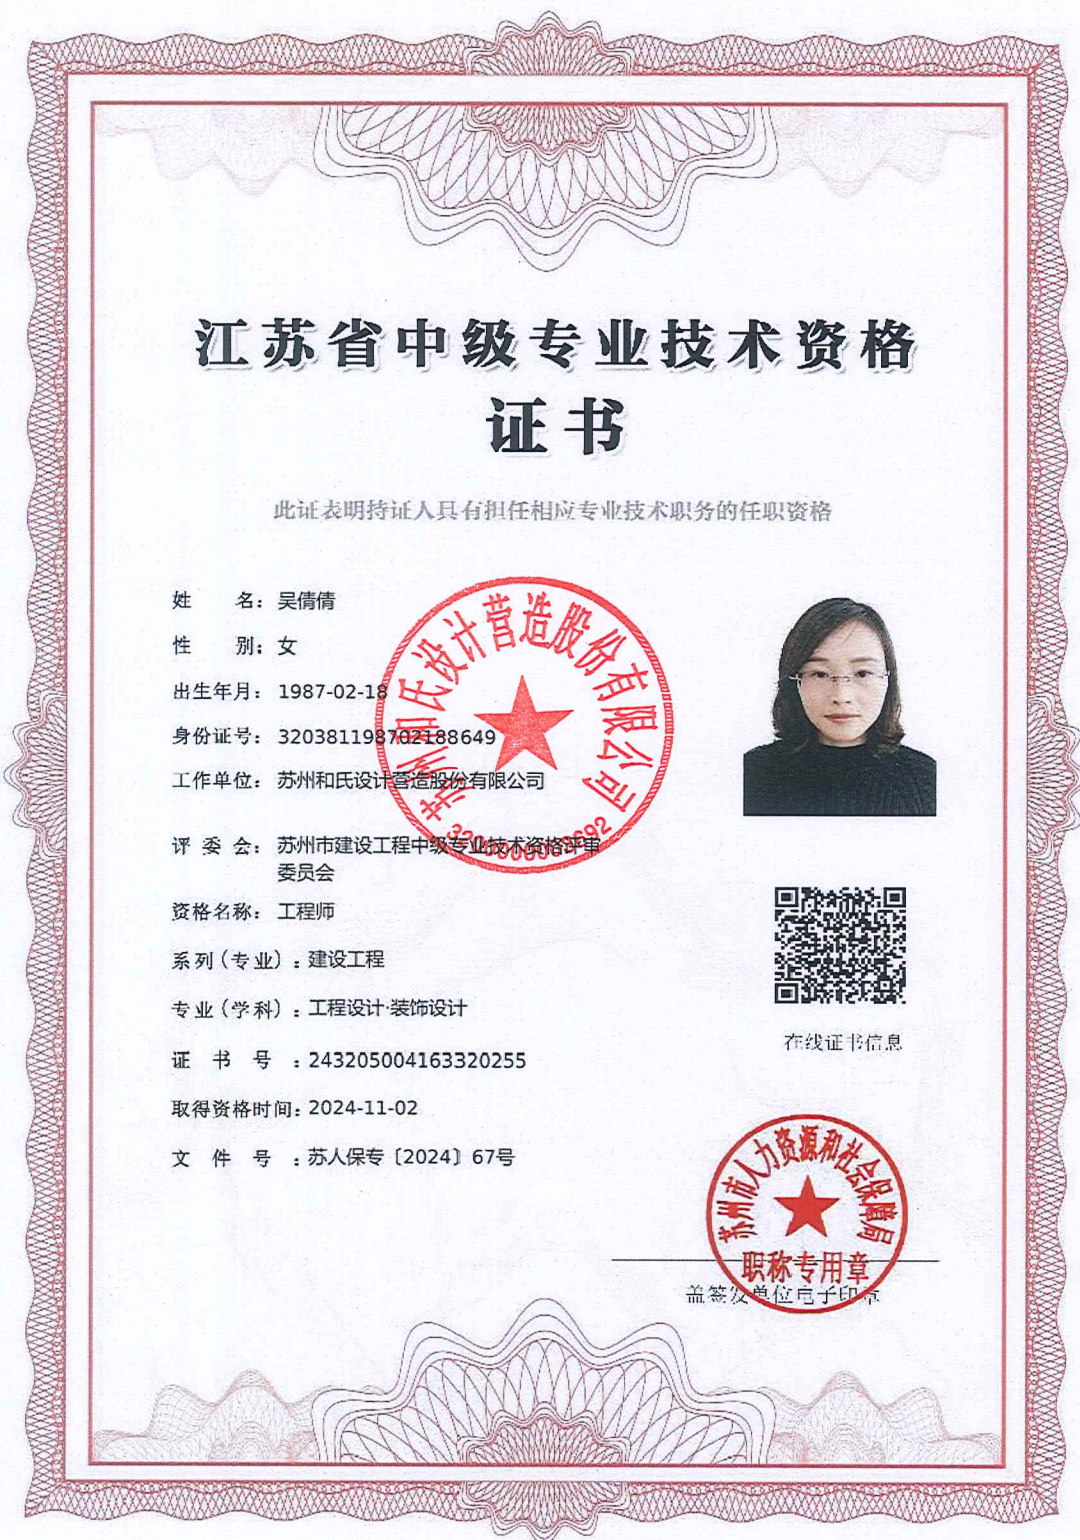 江苏省中级专业技术资格
证书
此证表明持证人具有担任相应专业技术职务的任职资格
姓 名：吴倩倩
性 别：女
出生年月：1987-02-18
身份证号：320381198702188649
工作单位：苏州和氏设计营造股份有限公司
评委会：苏州市建设工程中级专业技术资格评审
委员会
资格名称：工程师
系列（专业）：建设工程
专业（学科）：工程设计·装饰设计
证书号：243205004163320255
取得资格时间：2024-11-02
文件号：苏人保专〔2024〕67号
苏州和氏设计营造股份有限公司
在线证书信息
苏州市人力资源和社会保障局
职称专用章
盖签发单位电子印章